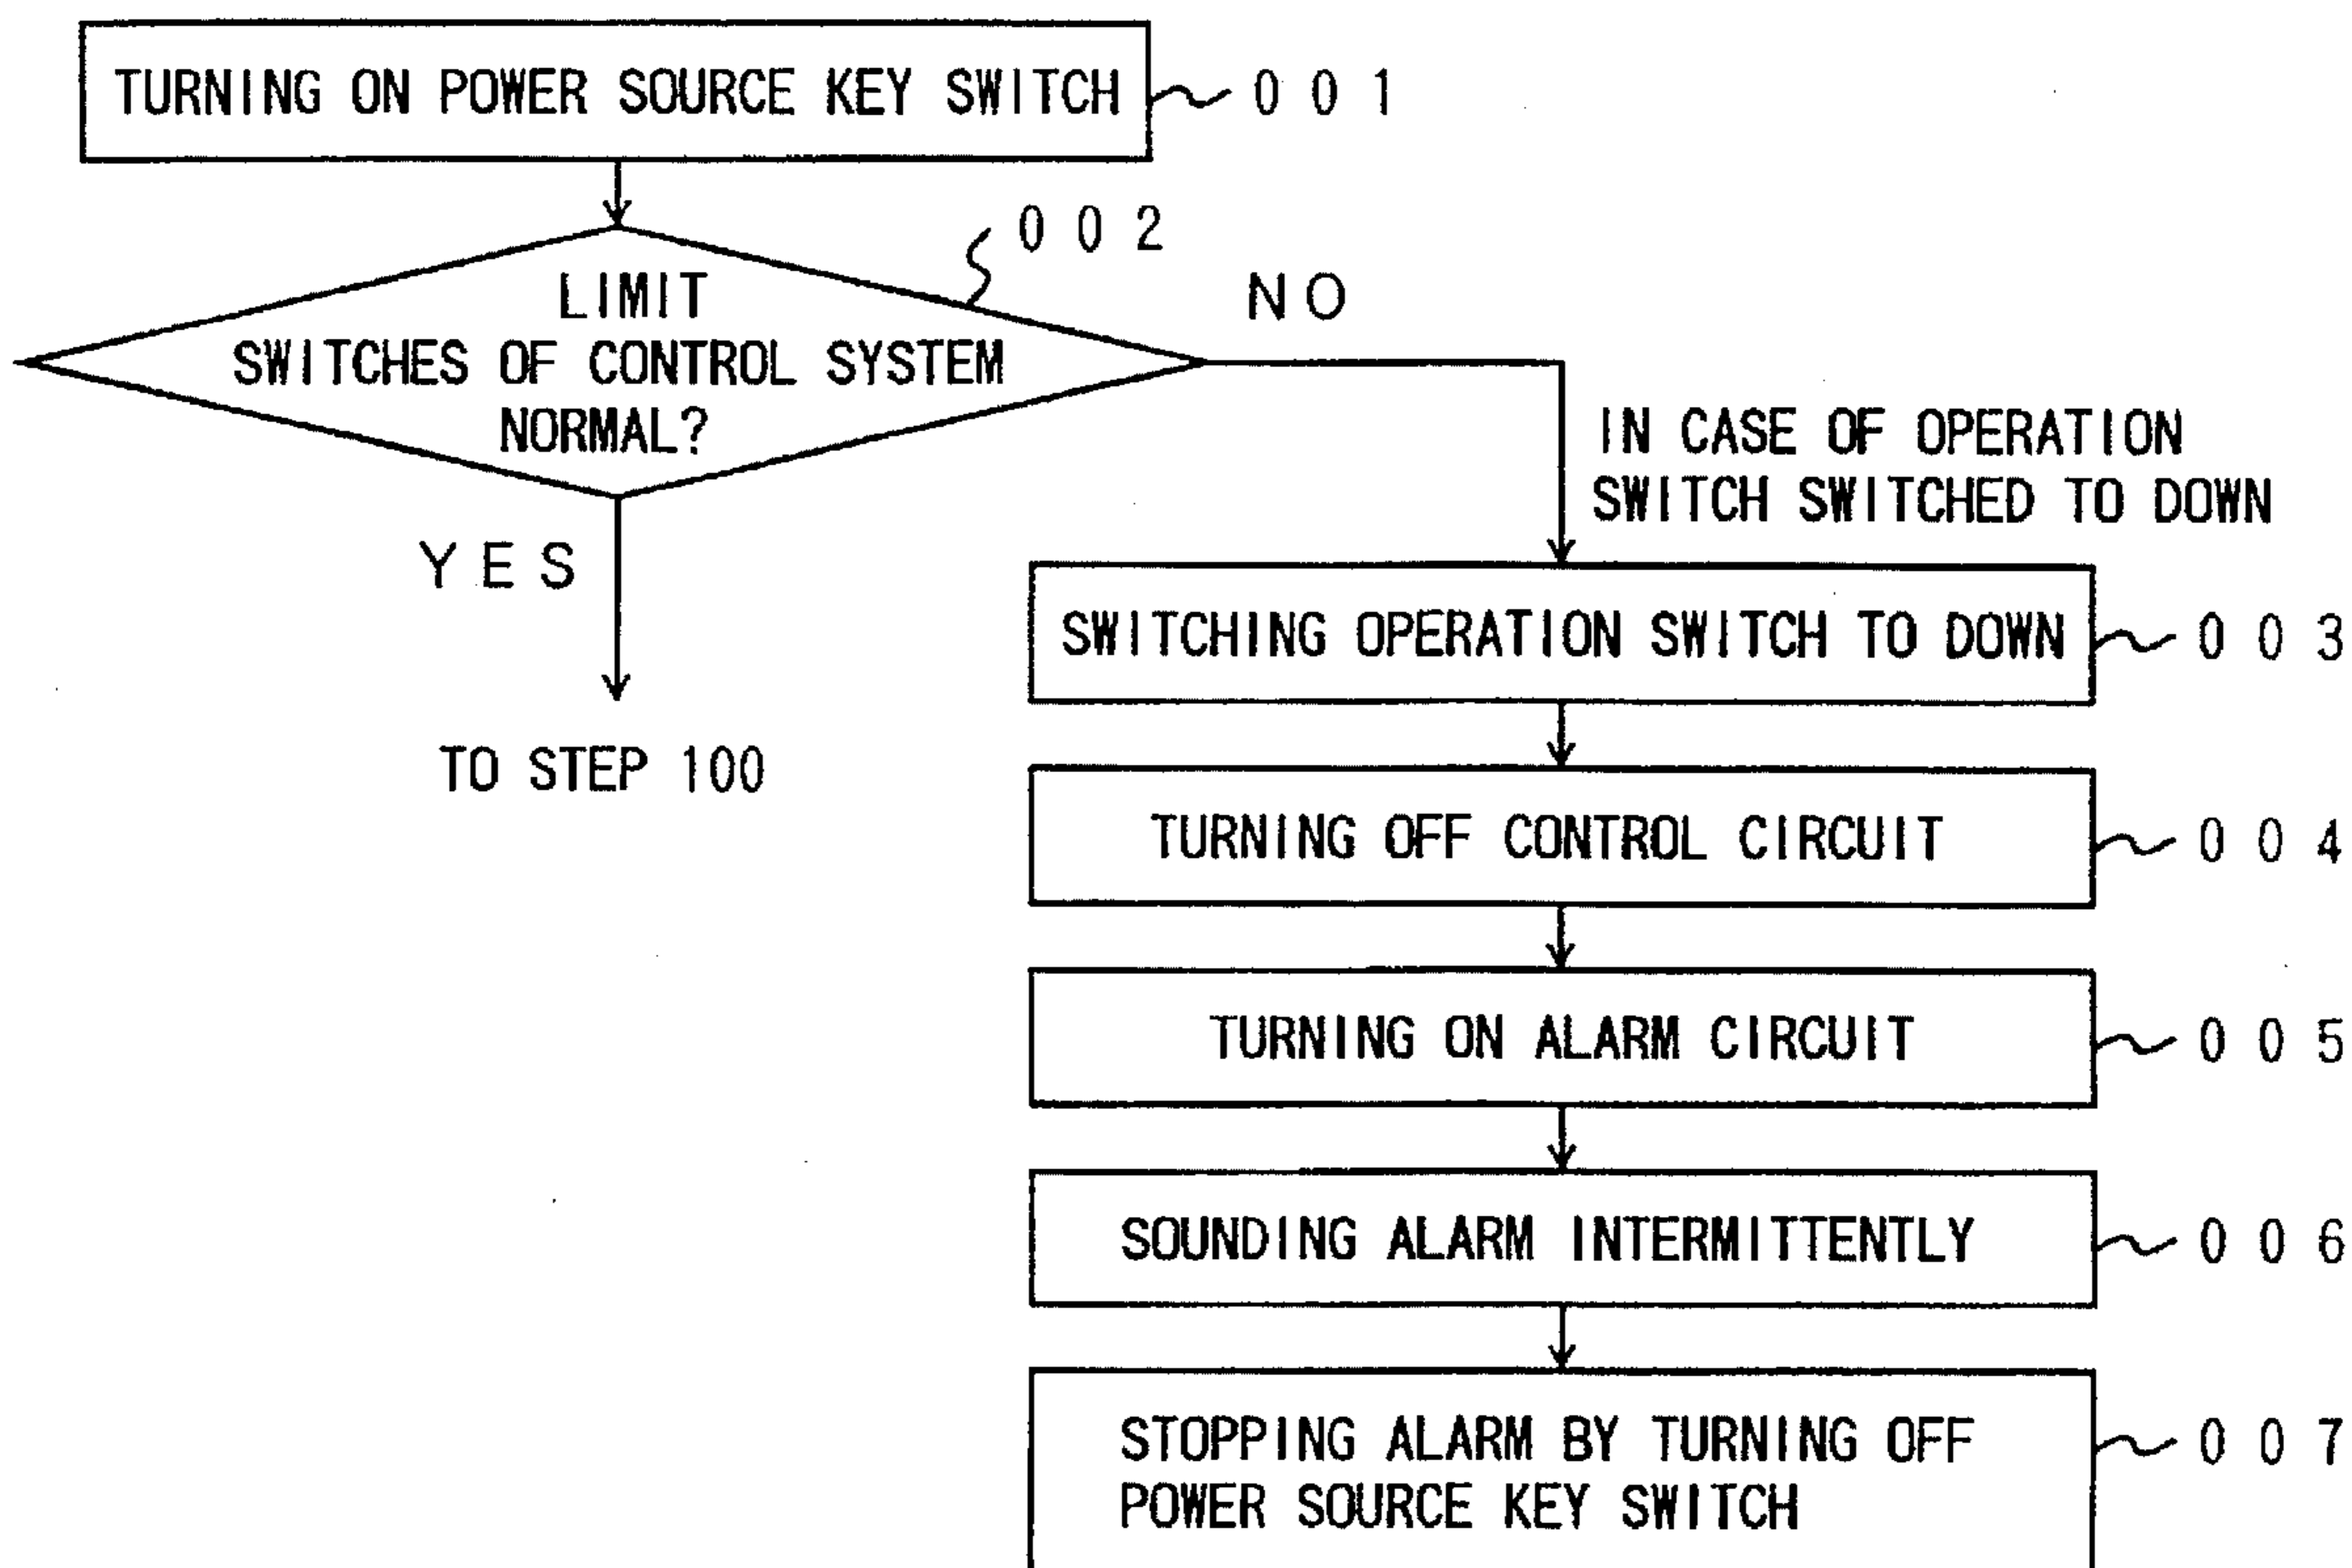 TURNING ON POWER SOURCE KEY SWITCH
001
002
LIMIT
SWITCHES OF CONTROL SYSTEM
NORMAL?
NO
YES
TO STEP 100
IN CASE OF OPERATION
SWITCH SWITCHED TO DOWN
SWITCHING OPERATION SWITCH TO DOWN
003
TURNING OFF CONTROL CIRCUIT
004
TURNING ON ALARM CIRCUIT
005
SOUNDING ALARM INTERMITTENTLY
006
STOPPING ALARM BY TURNING OFF
POWER SOURCE KEY SWITCH
007